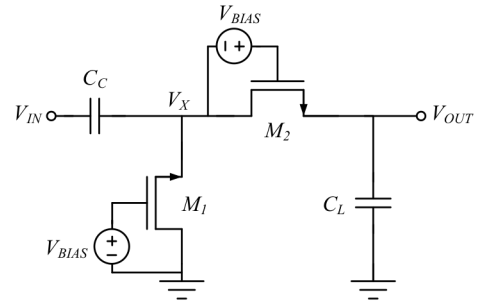 V_BIAS
C_C
V_IN
V_X
V_OUT
M_2
M_1
C_L
V_BIAS